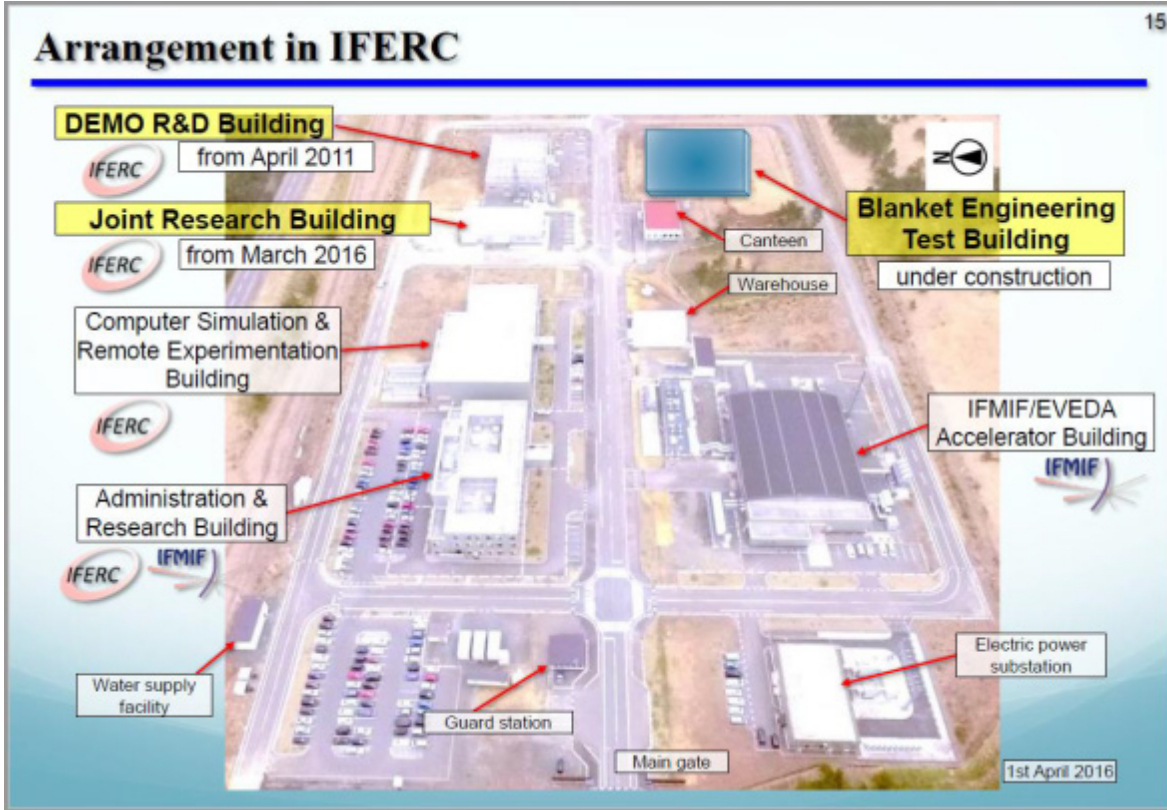 15
Arrangement in IFERC
DEMO R&D Building
IFERC
from April 2011
Joint Research Building
IFERC
from March 2016
Computer Simulation &
Remote Experimentation
Building
IFERC
Administration &
Research Building
IFERC
IFMIF
Water supply
facility
Guard station
Main gate
N
Blanket Engineering
Test Building
under construction
Canteen
Warehouse
IFMIF/EVEDA
Accelerator Building
IFMIF
Electric power
substation
1st April 2016